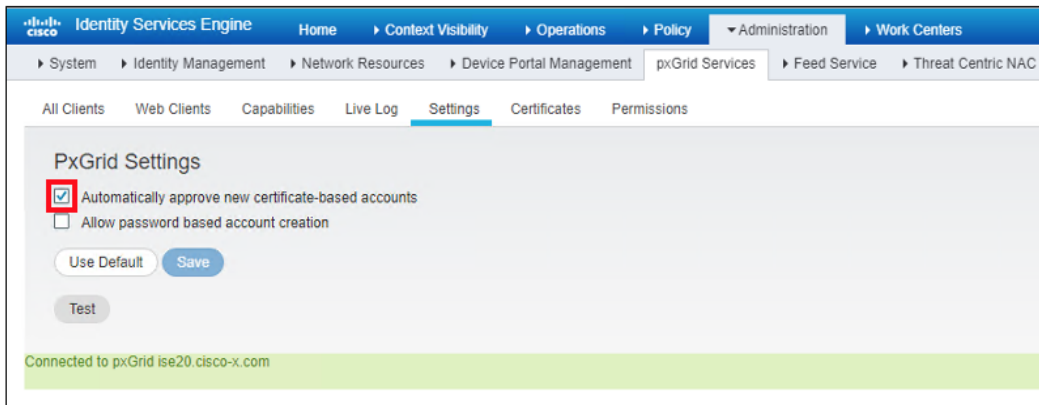 cisco Identity Services Engine Home Context Visibility Operations Policy Administration Work Centers
System Identity Management Network Resources Device Portal Management pxGrid Services Feed Service Threat Centric NAC
All Clients Web Clients Capabilities Live Log Settings Certificates Permissions
PxGrid Settings
Automatically approve new certificate-based accounts
Allow password based account creation
Use Default Save
Test
Connected to pxGrid ise20.cisco-x.com